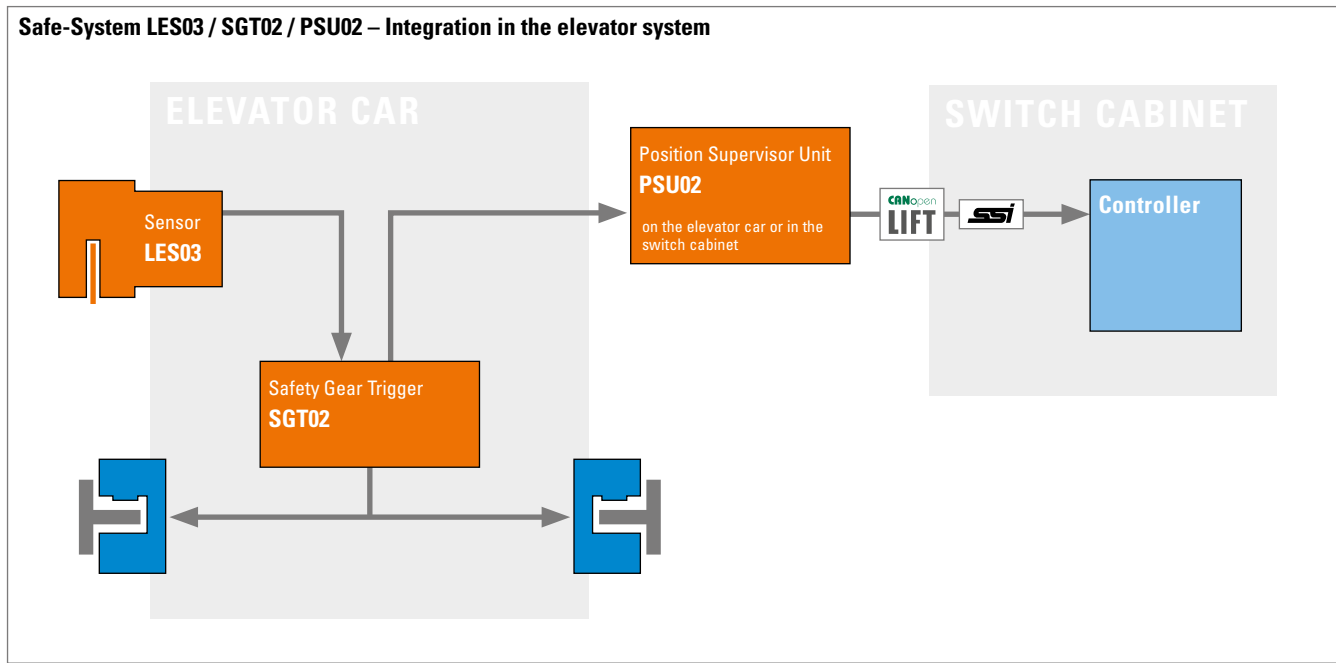 Safe-System LES03 / SGT02 / PSU02 – Integration in the elevator system
ELEVATOR CAR
SWITCH CABINET
Position Supervisor Unit
PSU02
on the elevator car or in the
switch cabinet
CANopen
LIFT
SSI
Controller
Sensor
LES03
Safety Gear Trigger
SGT02